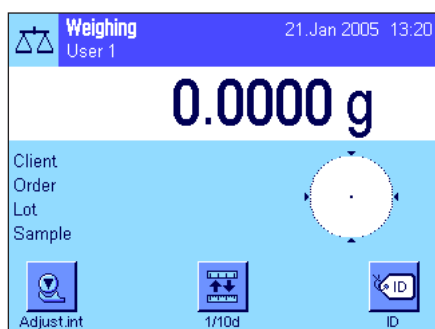 Weighing 21.Jan 2005 13:20
User 1
0.0000 g
Client
Order
Lot
Sample
ID
Adjust.int 1/10d ID